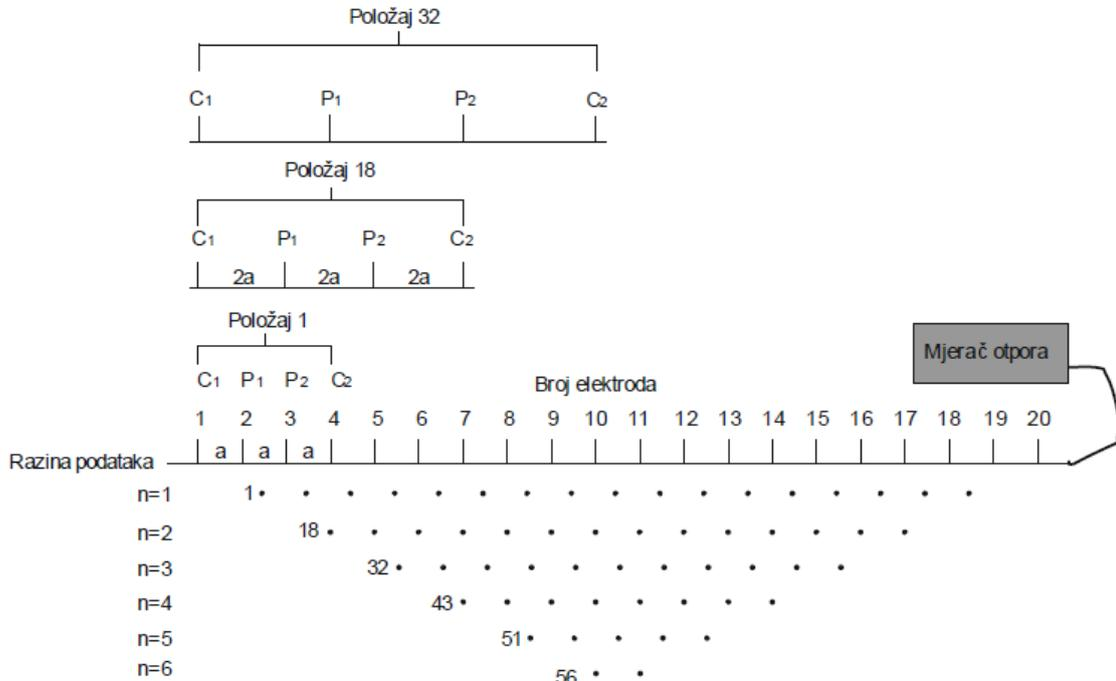 Položaj 32
C1 P1 P2 C2
Položaj 18
C1 P1 P2 C2
2a 2a 2a
Položaj 1
Mjerač otpora
C1 P1 P2 C2
Broj elektroda
1 2 3 4 5 6 7 8 9 10 11 12 13 14 15 16 17 18 19 20
a a a
Razina podataka
n=1 1
n=2 18
n=3 32
n=4 43
n=5 51
n=6 56